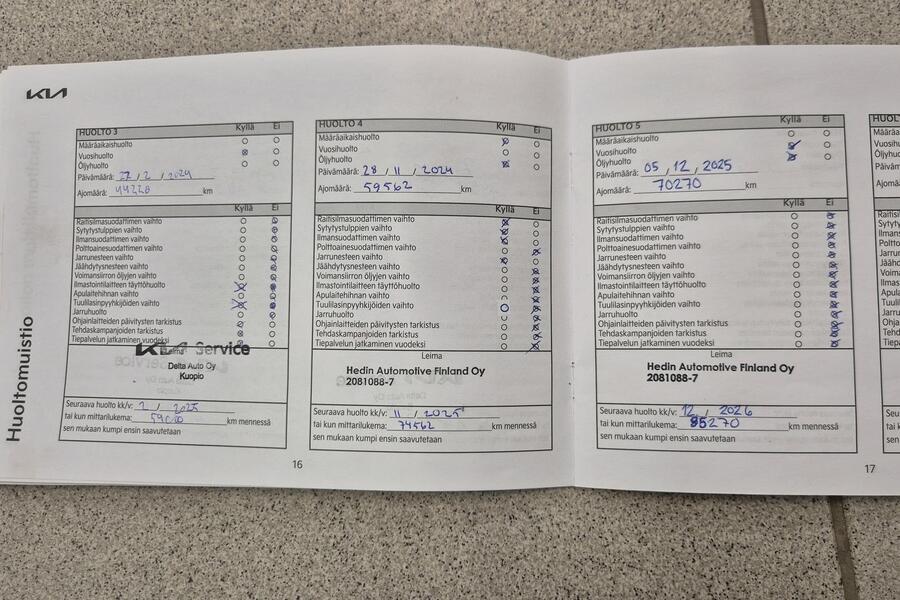 KIA
Huoltomuistio
HUOLTO 3 Kyllä Ei
Määräaikaishuolto
Vuosihuolto
Öljyhuolto
Päivämäärä: 27 / 2 / 2024
Ajomäärä: 44228 km
Kyllä Ei
Raitisilmasuodattimen vaihto
Sytytystulppien vaihto
Ilmansuodattimen vaihto
Polttoainesuodattimen vaihto
Jarrunesteen vaihto
Jäähdytysnesteen vaihto
Voimansiirron öljyjen vaihto
Ilmastointilaitteen täyttöhuolto
Apulaitehihnan vaihto
Tuulilasinpyyhkijöiden vaihto
Jarruhuolto
Ohjainlaitteiden päivitysten tarkistus
Tehdaskampanjoiden tarkistus
Tiepalvelun jatkaminen vuodeksi
Leima
KIA Service
Delta Auto Oy
Kuopio
Seuraava huolto kk/v: 2 / 2025
tai kun mittarilukema: 59000 km mennessä
sen mukaan kumpi ensin saavutetaan
16
HUOLTO 4 Kyllä Ei
Määräaikaishuolto
Vuosihuolto
Öljyhuolto
Päivämäärä: 28 / 11 / 2024
Ajomäärä: 59562 km
Kyllä Ei
Raitisilmasuodattimen vaihto
Sytytystulppien vaihto
Ilmansuodattimen vaihto
Polttoainesuodattimen vaihto
Jarrunesteen vaihto
Jäähdytysnesteen vaihto
Voimansiirron öljyjen vaihto
Ilmastointilaitteen täyttöhuolto
Apulaitehihnan vaihto
Tuulilasinpyyhkijöiden vaihto
Jarruhuolto
Ohjainlaitteiden päivitysten tarkistus
Tehdaskampanjoiden tarkistus
Tiepalvelun jatkaminen vuodeksi
Leima
Hedin Automotive Finland Oy
2081088-7
Seuraava huolto kk/v: 11 / 2025
tai kun mittarilukema: 74562 km mennessä
sen mukaan kumpi ensin saavutetaan
HUOLTO 5 Kyllä Ei
Määräaikaishuolto
Vuosihuolto
Öljyhuolto
Päivämäärä: 05 / 12 / 2025
Ajomäärä: 70270 km
Kyllä Ei
Raitisilmasuodattimen vaihto
Sytytystulppien vaihto
Ilmansuodattimen vaihto
Polttoainesuodattimen vaihto
Jarrunesteen vaihto
Jäähdytysnesteen vaihto
Voimansiirron öljyjen vaihto
Ilmastointilaitteen täyttöhuolto
Apulaitehihnan vaihto
Tuulilasinpyyhkijöiden vaihto
Jarruhuolto
Ohjainlaitteiden päivitysten tarkistus
Tehdaskampanjoiden tarkistus
Tiepalvelun jatkaminen vuodeksi
Leima
Hedin Automotive Finland Oy
2081088-7
Seuraava huolto kk/v: 12 / 2026
tai kun mittarilukema: 85270 km mennessä
sen mukaan kumpi ensin saavutetaan
17